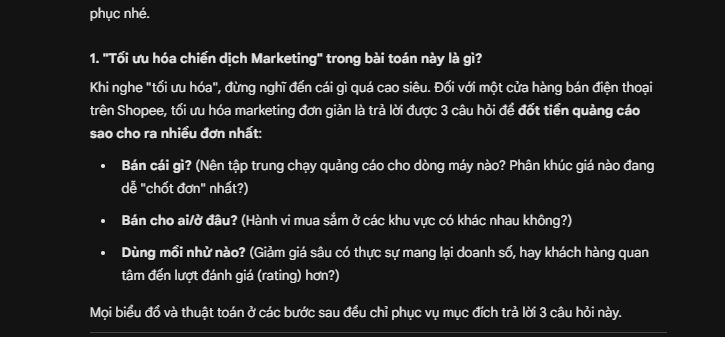 phục nhé.
1. "Tối ưu hóa chiến dịch Marketing" trong bài toán này là gì?
Khi nghe "tối ưu hóa", đừng nghĩ đến cái gì quá cao siêu. Đối với một cửa hàng bán điện thoại
trên Shopee, tối ưu hóa marketing đơn giản là trả lời được 3 câu hỏi để đốt tiền quảng cáo
sao cho ra nhiều đơn nhất:
• Bán cái gì? (Nên tập trung chạy quảng cáo cho dòng máy nào? Phân khúc giá nào đang
dễ "chốt đơn" nhất?)
• Bán cho ai/ở đâu? (Hành vi mua sắm ở các khu vực có khác nhau không?)
• Dùng mồi nhử nào? (Giảm giá sâu có thực sự mang lại doanh số, hay khách hàng quan
tâm đến lượt đánh giá (rating) hơn?)
Mọi biểu đồ và thuật toán ở các bước sau đều chỉ phục vụ mục đích trả lời 3 câu hỏi này.